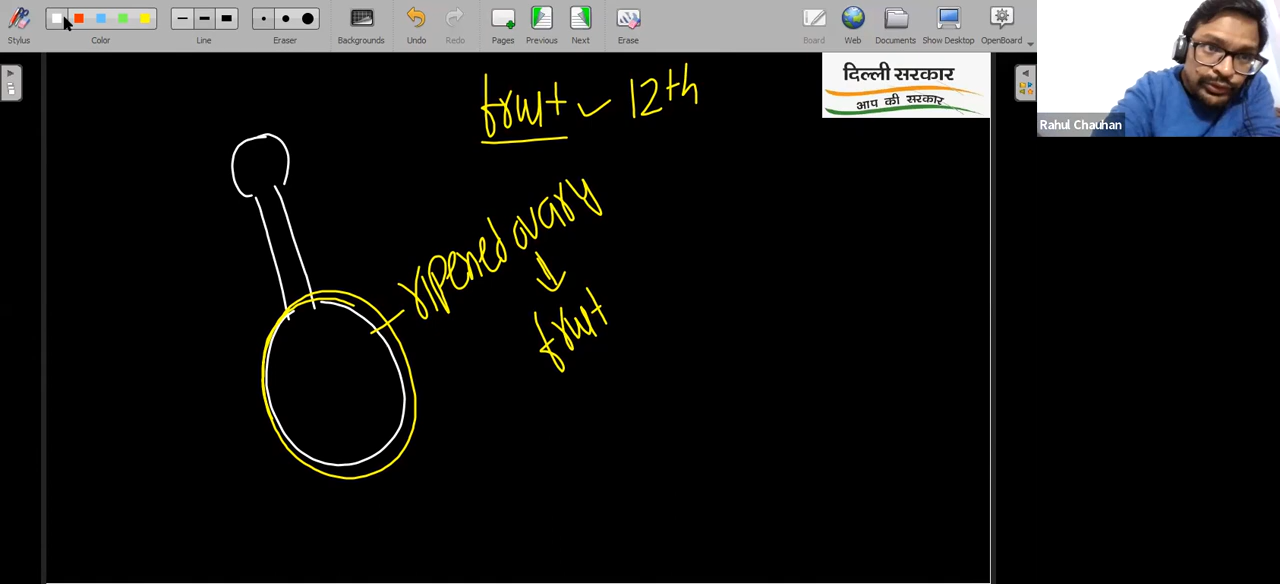 Stylus
Color
Line
Eraser
Backgrounds
Undo
Redo
Pages
Previous
Next
Erase
Board
Web
Documents
Show Desktop
OpenBoard
fruit 12th
दिल्ली सरकार
आप की सरकार
Rahul Chauhan
ripened ovary
fruit